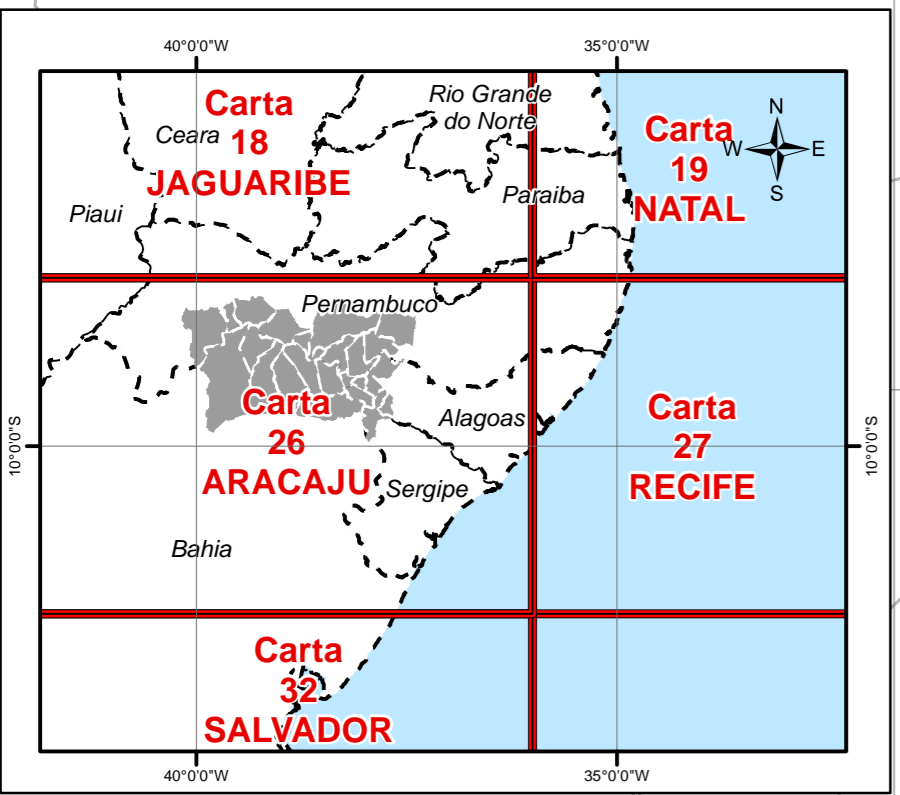 40°0'0"W
35°0'0"W
Carta
18
JAGUARIBE
Ceara
Piaui
Rio Grande
do Norte
Paraiba
Carta
19
NATAL
N
W
E
S
Pernambuco
Carta
26
ARACAJU
Alagoas
Sergipe
Bahia
Carta
27
RECIFE
10°0'0"S
10°0'0"S
Carta
32
SALVADOR
40°0'0"W
35°0'0"W